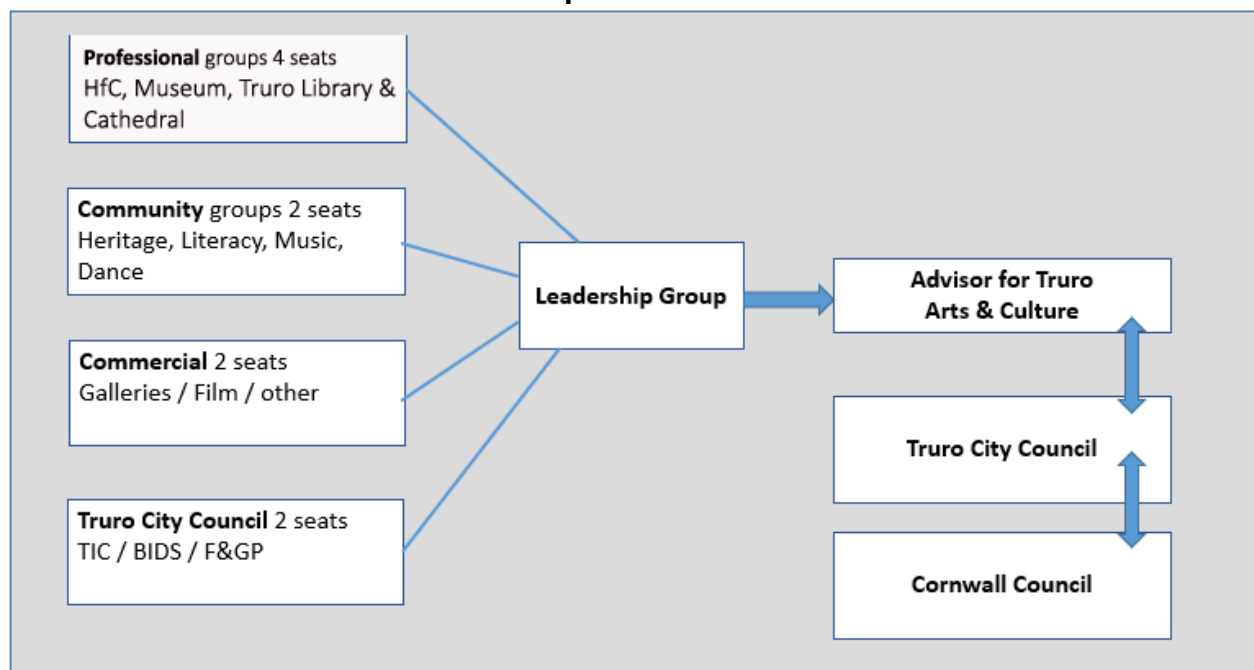 Professional groups 4 seats
HfC, Museum, Truro Library &
Cathedral
Community groups 2 seats
Heritage, Literacy, Music,
Dance
Commercial 2 seats
Galleries / Film / other
Truro City Council 2 seats
TIC / BIDS / F&GP
Leadership Group
Advisor for Truro
Arts & Culture
Truro City Council
Cornwall Council